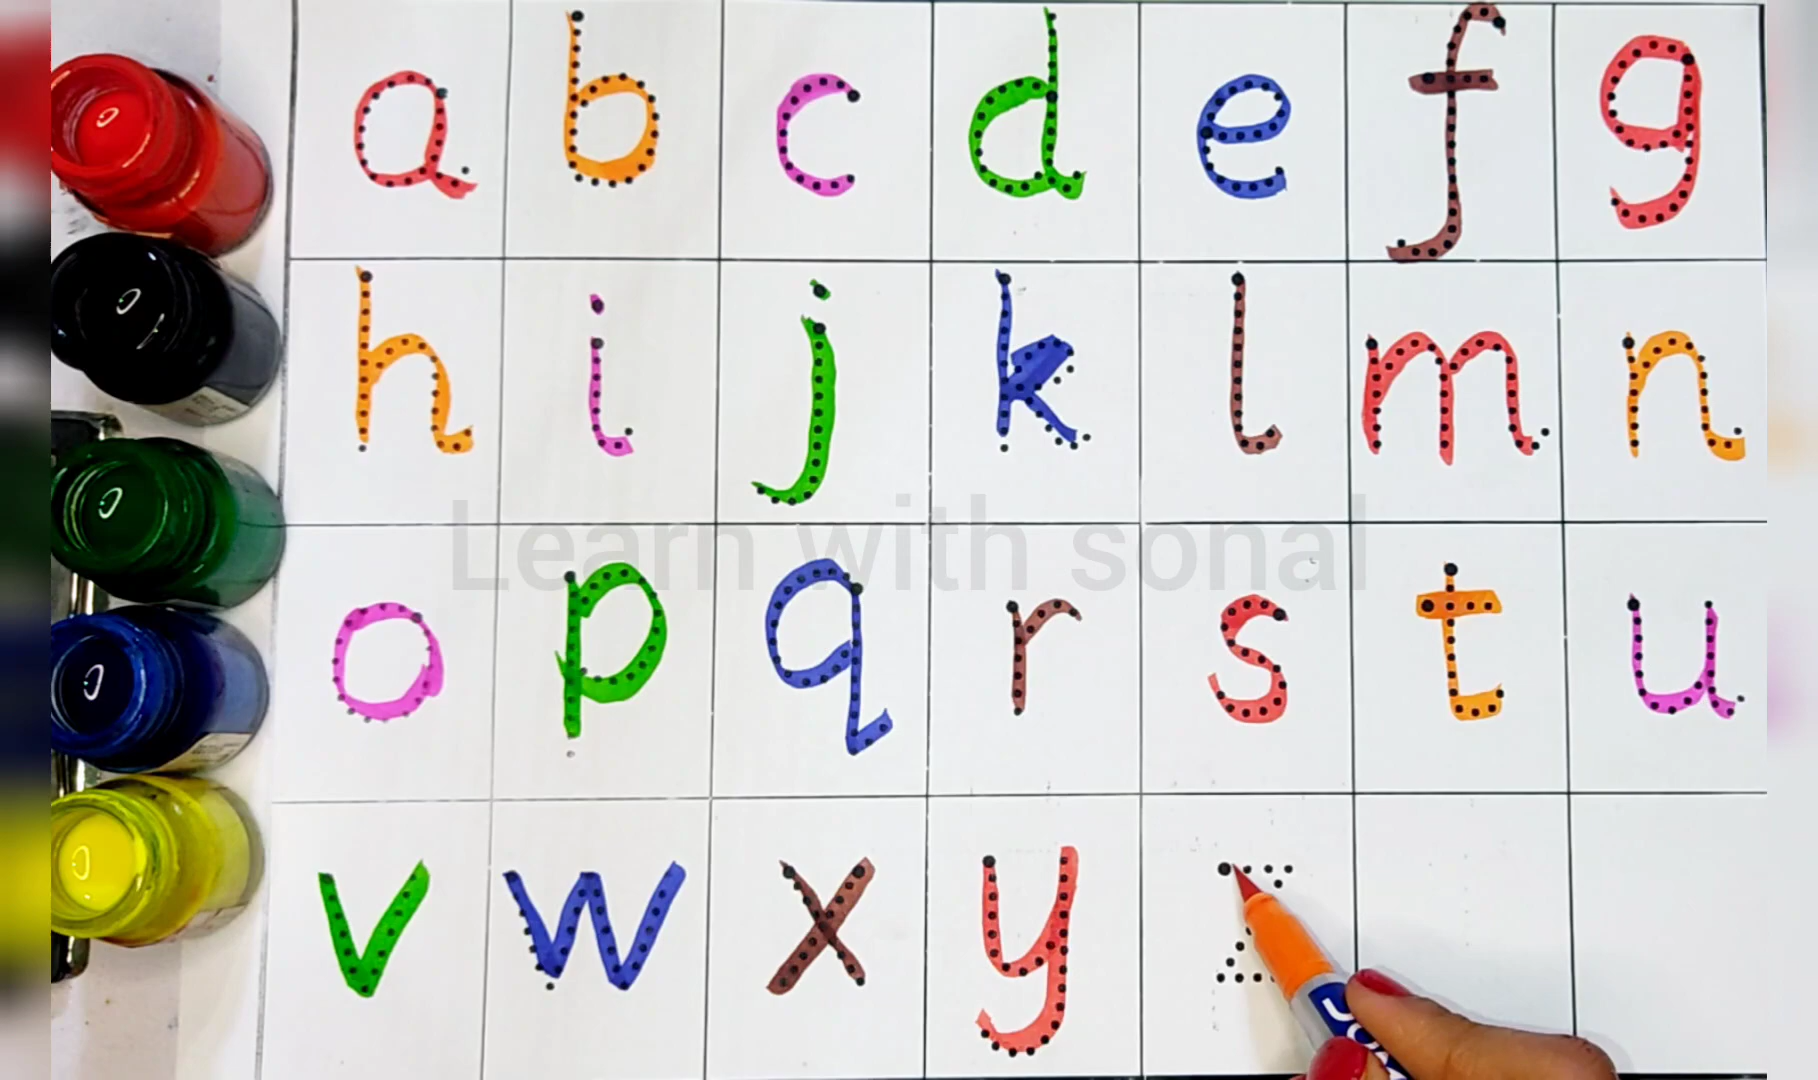 a b c d e f g
h i j k l m n
Learn with sonal
o p q r s t u
v w x y